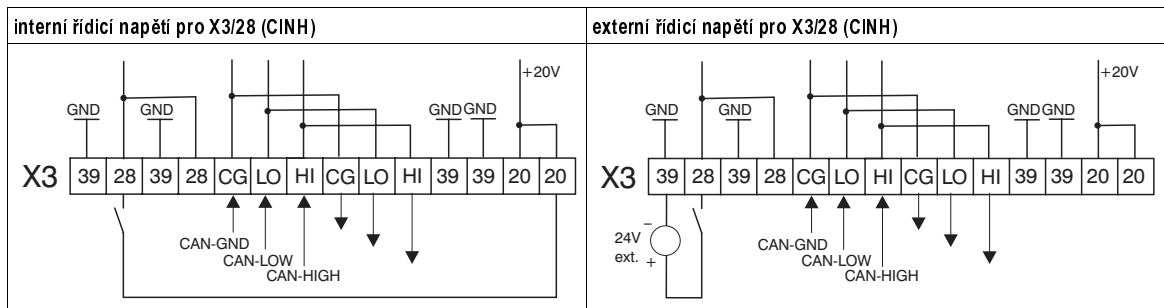 interní řídicí napětí pro X3/28 (CINH)
externí řídicí napětí pro X3/28 (CINH)
+20V
GND GND GND GND
X3 39 28 39 28 CG LO HI CG LO HI 39 39 20 20
CAN-GND
CAN-LOW
CAN-HIGH
+20V
GND GND GND GND
X3 39 28 39 28 CG LO HI CG LO HI 39 39 20 20
24V
ext.
−
+
CAN-GND
CAN-LOW
CAN-HIGH